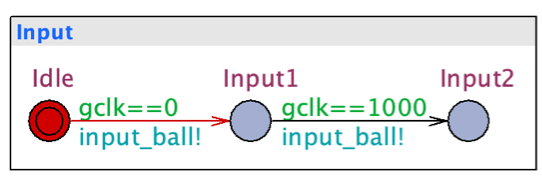 Input
Idle
Input1
Input2
gclk==0
gclk==1000
input_ball!
input_ball!